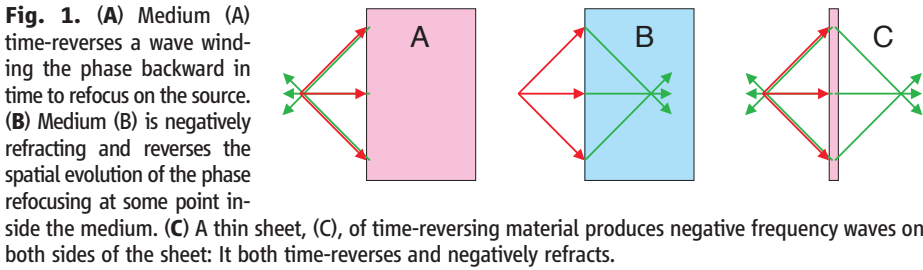 Fig. 1. (A) Medium (A)
time-reverses a wave wind-
ing the phase backward in
time to refocus on the source.
(B) Medium (B) is negatively
refracting and reverses the
spatial evolution of the phase
refocusing at some point in-
side the medium. (C) A thin sheet, (C), of time-reversing material produces negative frequency waves on
both sides of the sheet: It both time-reverses and negatively refracts.
A
B
C